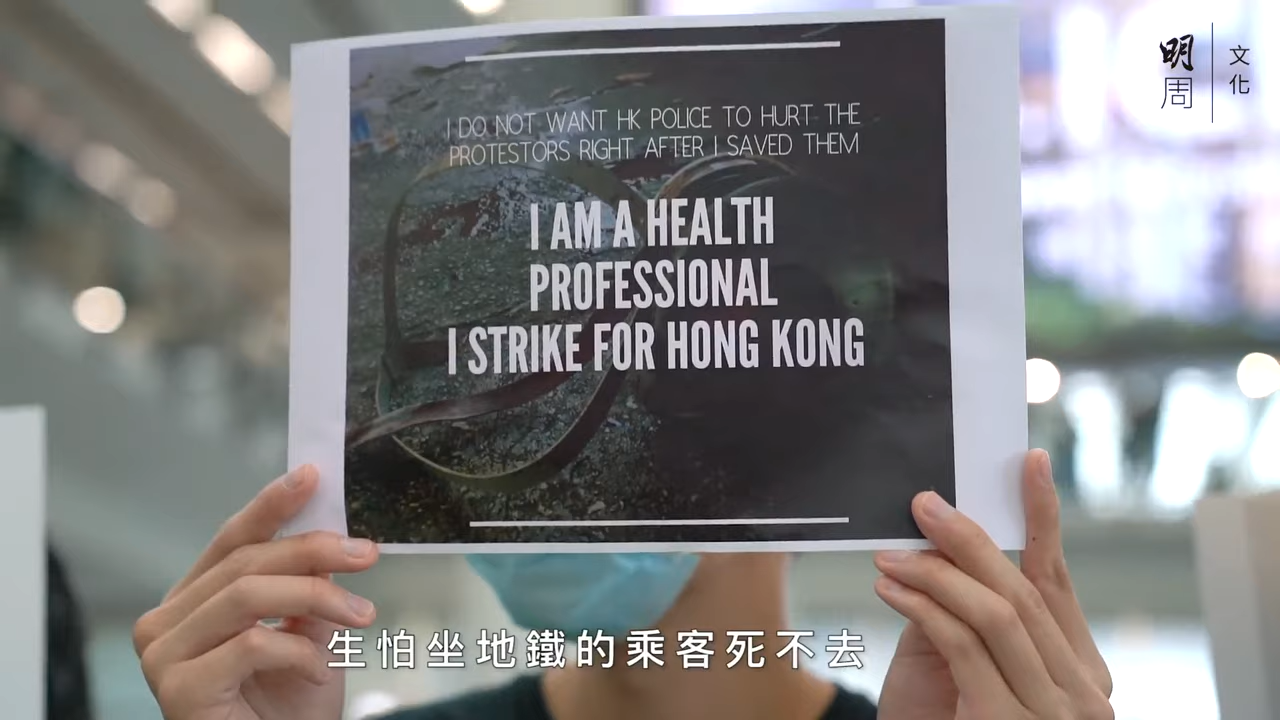 明周
文化
I DO NOT WANT HK POLICE TO HURT THE
PROTESTORS RIGHT AFTER I SAVED THEM
I AM A HEALTH
PROFESSIONAL
I STRIKE FOR HONG KONG
生怕坐地鐵的乘客死不去